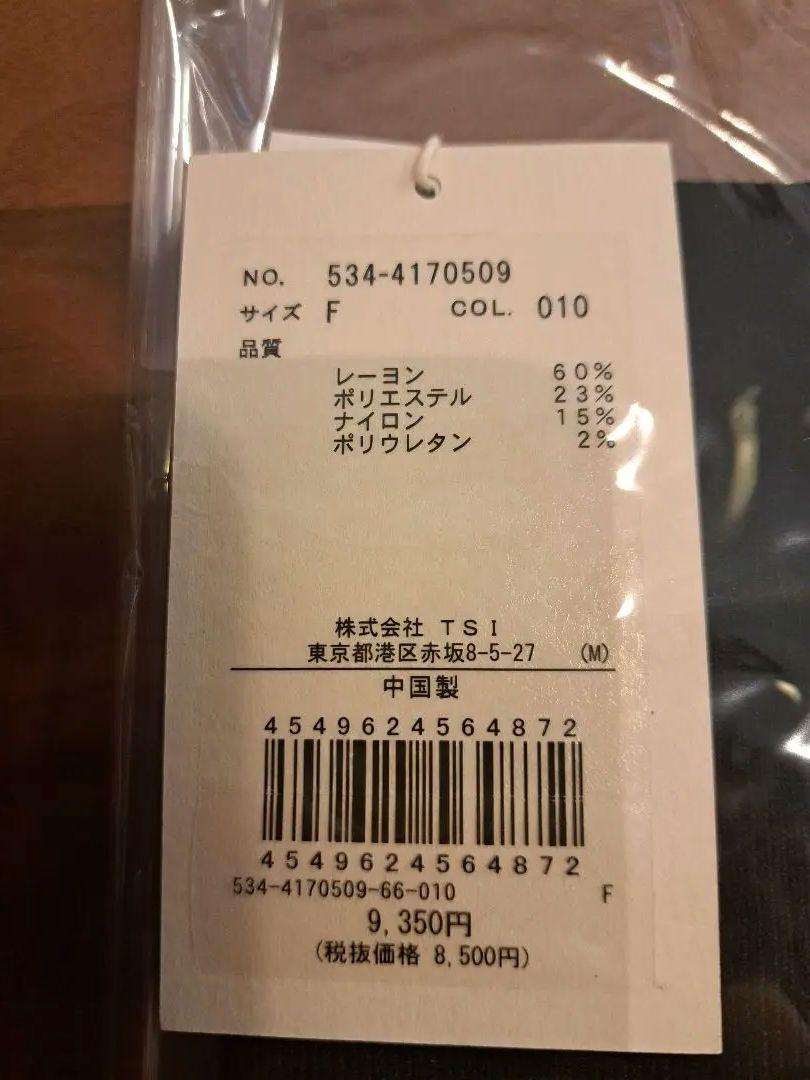 NO. 534-4170509
サイズ F COL. 010
品質
レーヨン 60%
ポリエステル 23%
ナイロン 15%
ポリウレタン 2%
株式会社 TSI
東京都港区赤坂8-5-27 (M)
中国製
4549624564872
4549624564872
534-4170509-66-010 F
9,350円
(税抜価格 8,500円)